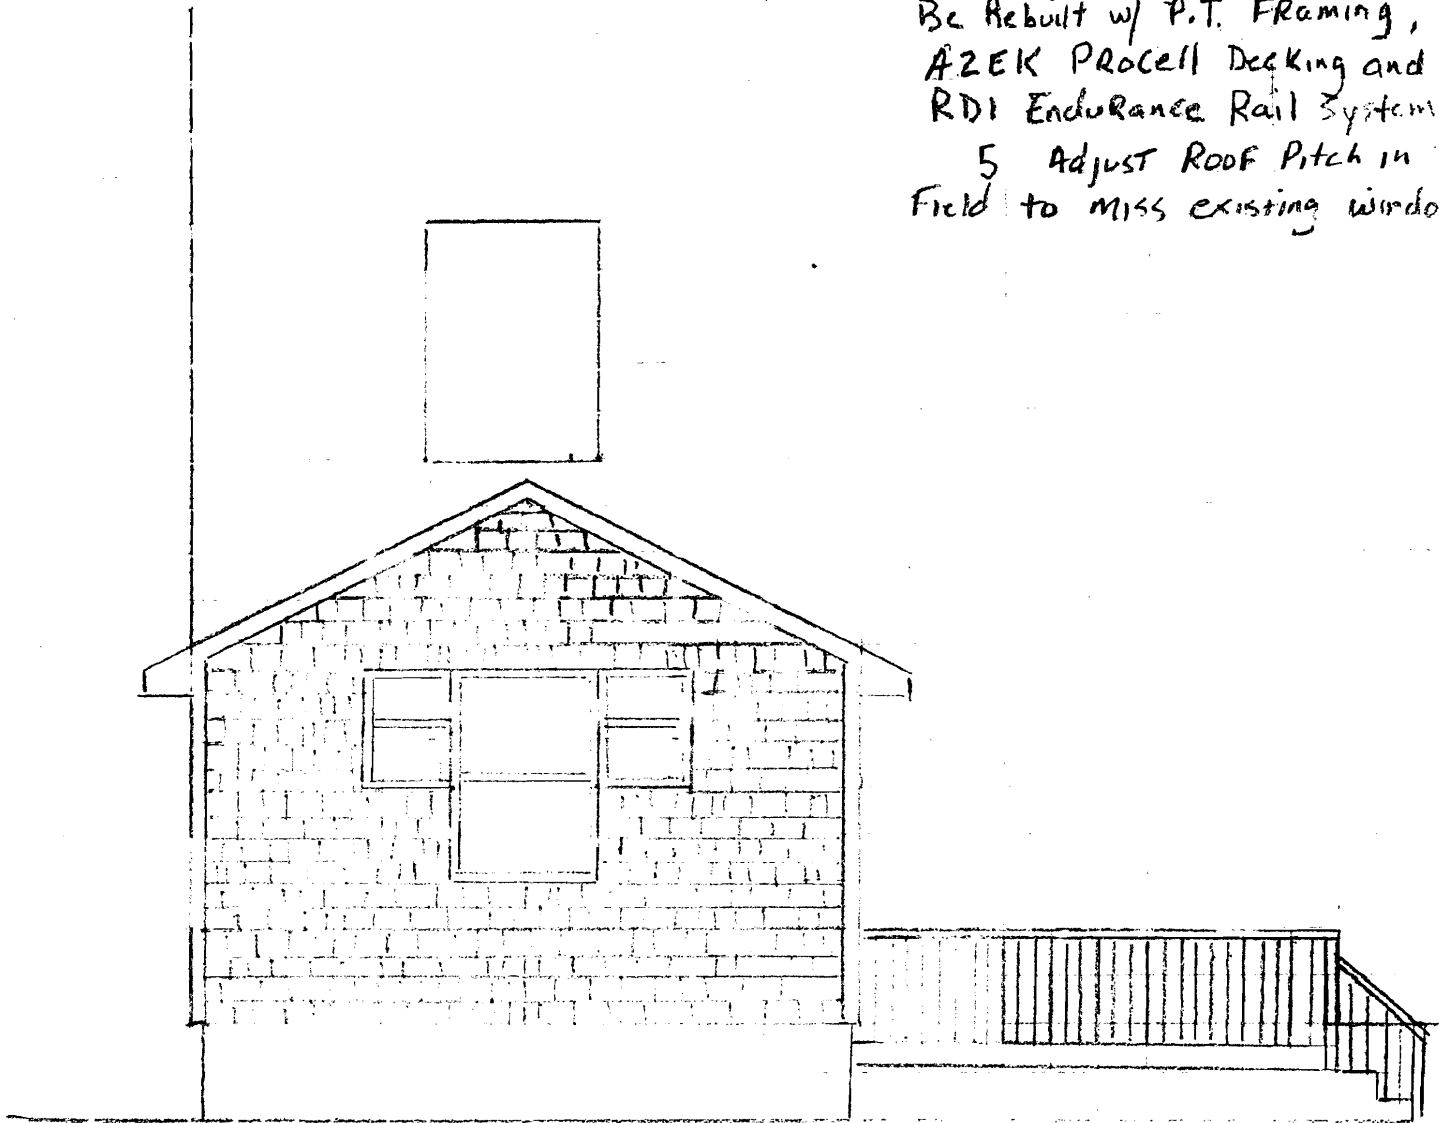 Be Rebuilt w/ P.T. Framing,
AZEK Procell Decking and
RDI Endurance Rail System
5 Adjust Roof Pitch in
Field to miss existing windo